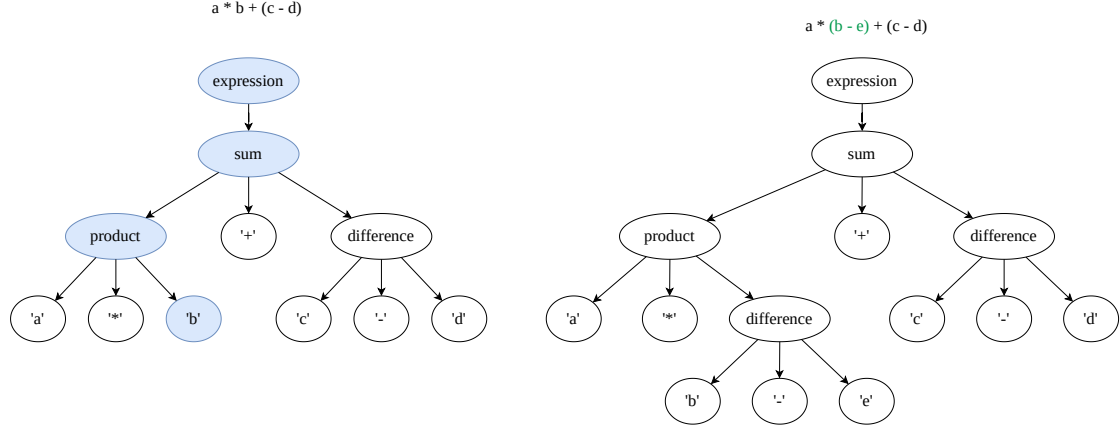 a * b + (c - d)
expression
sum
product
'+'
difference
'a'
'*'
'b'
'c'
'-'
'd'
a * (b - e) + (c - d)
expression
sum
product
'+'
difference
'a'
'*'
difference
'c'
'-'
'd'
'b'
'-'
'e'